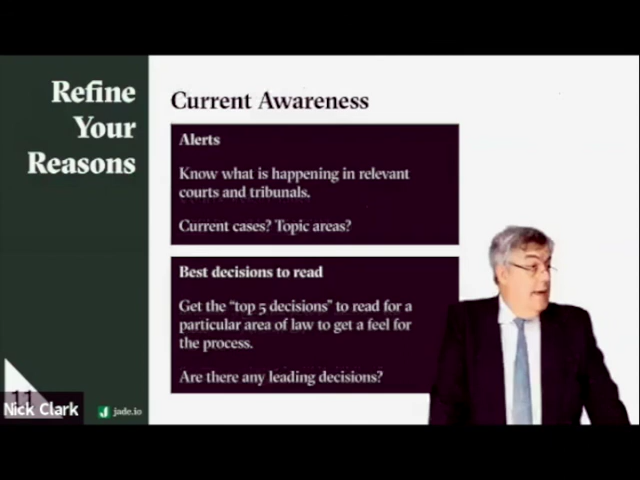 Refine
Your
Reasons
Current Awareness
Alerts
Know what is happening in relevant
courts and tribunals.
Current cases? Topic areas?
Best decisions to read
Get the “top 5 decisions” to read for a
particular area of law to get a feel for
the process.
Are there any leading decisions?
11
Nick Clark
jade.io